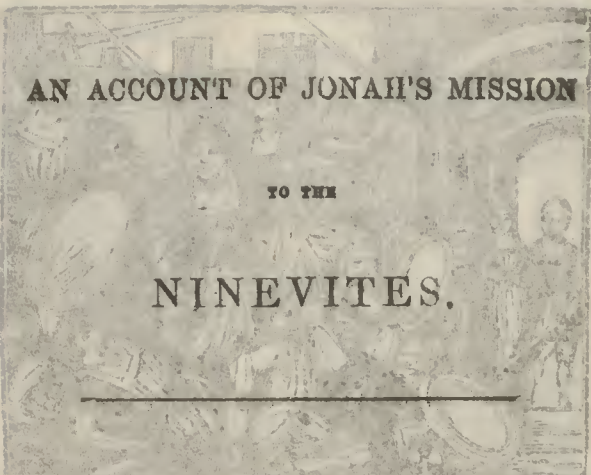 AN ACCOUNT OF JONAH'S MISSION
TO THE
NINEVITES.